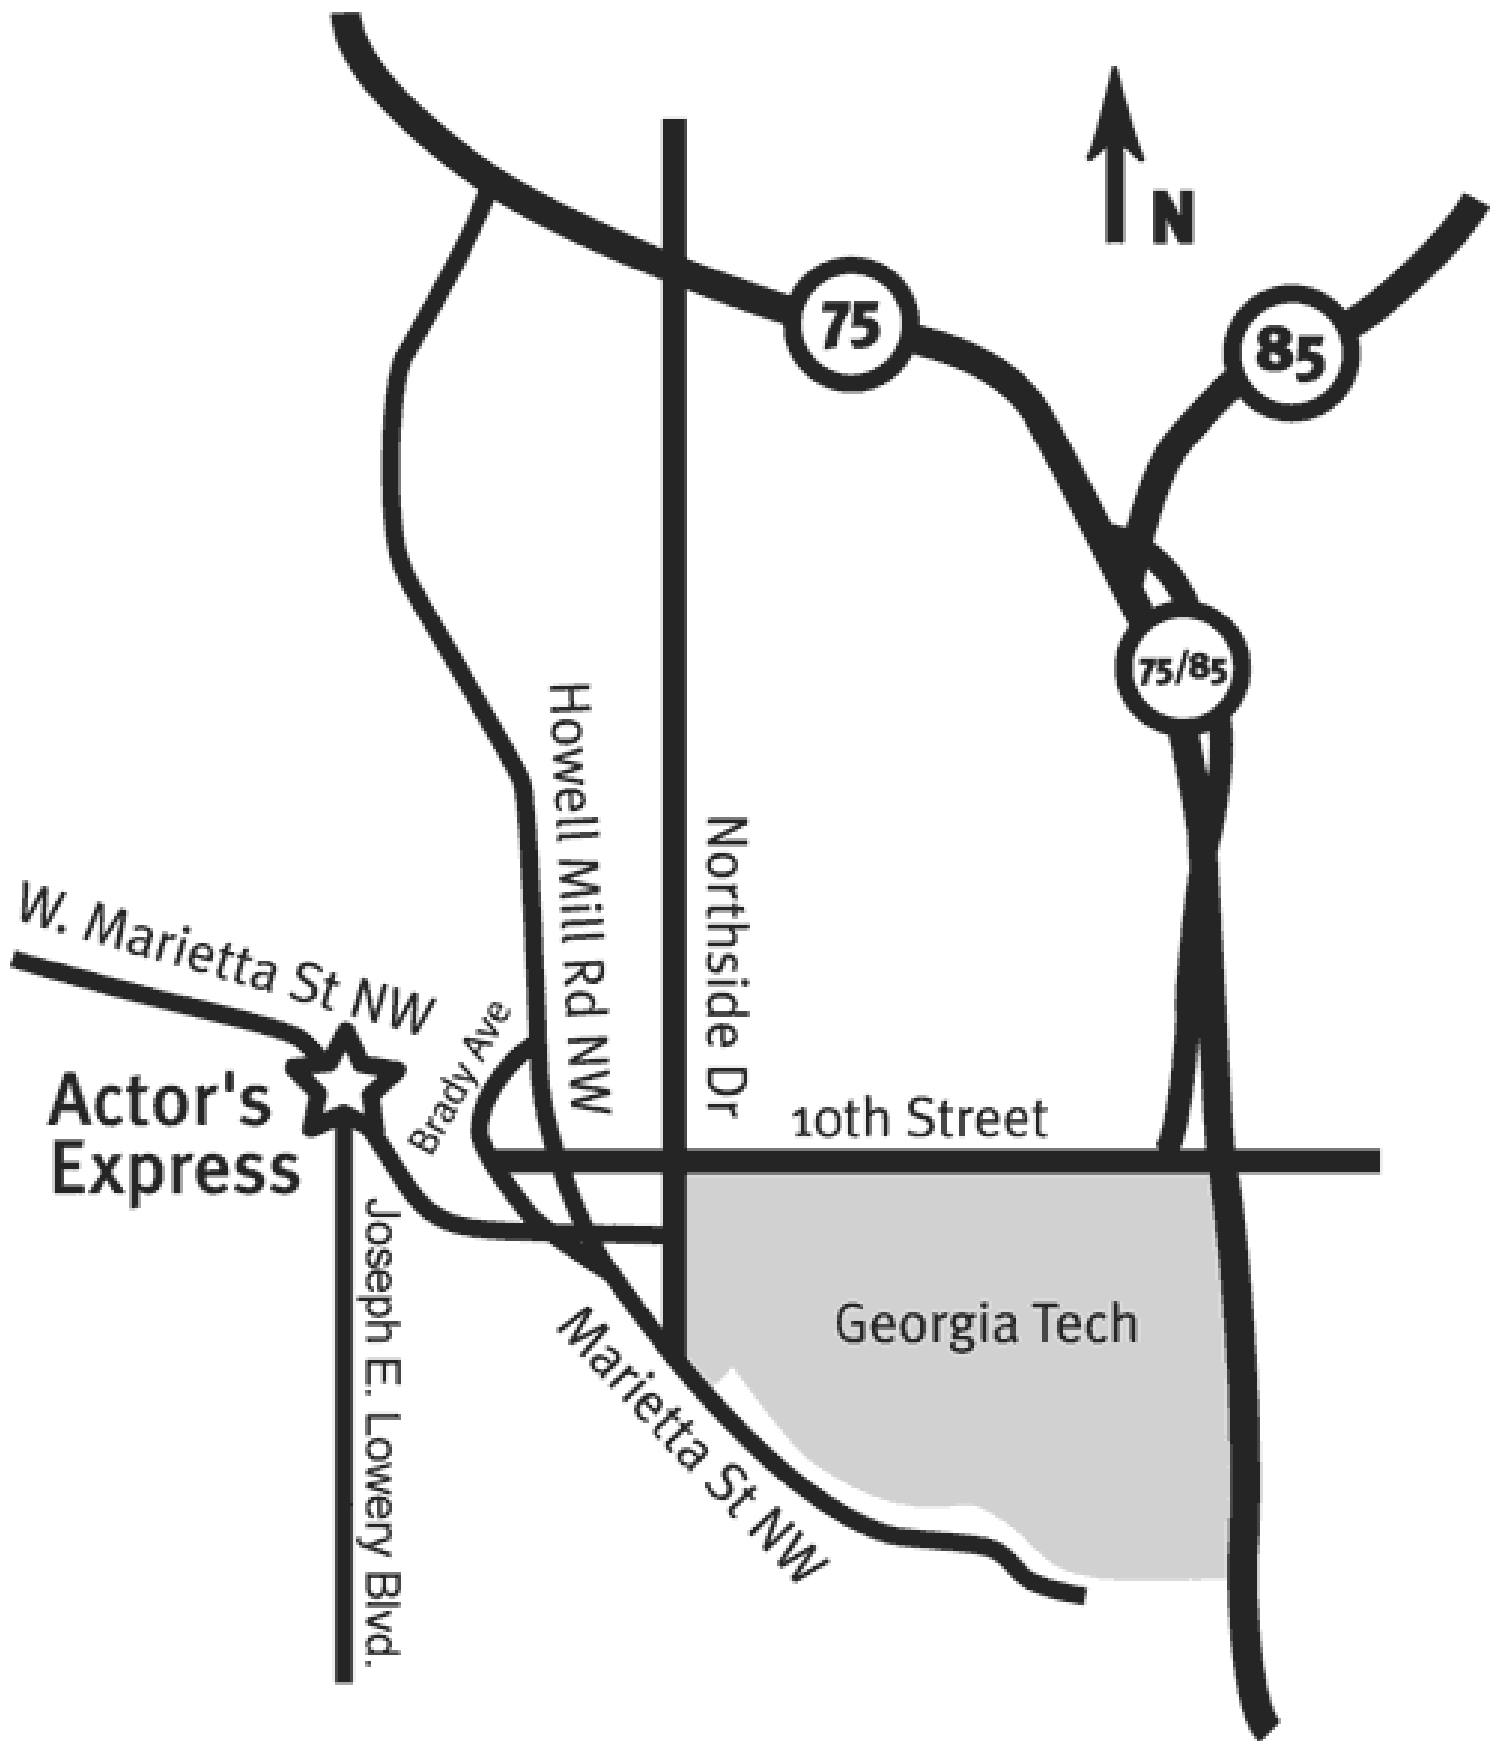 N
75
85
75/85
Howell Mill Rd NW
Northside Dr
W. Marietta St NW
Brady Ave
Actor's
Express
10th Street
Joseph E. Lowery Blvd.
Georgia Tech
Marietta St NW